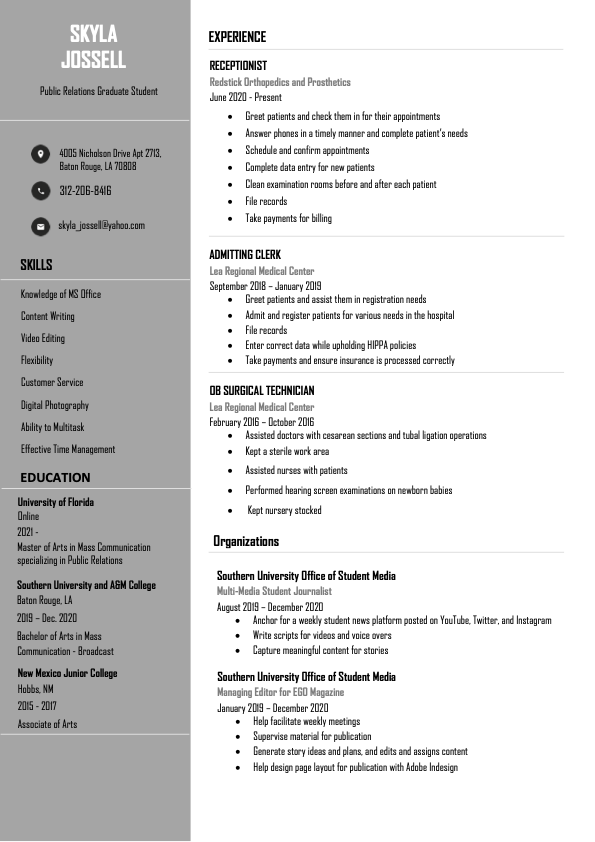 SKYLA
JOSSELL
Public Relations Graduate Student
4005 Nicholson Drive Apt 2713,
Baton Rouge, LA 70808
312-206-8416
skyla_jossell@yahoo.com
SKILLS
Knowledge of MS Office
Content Writing
Video Editing
Flexibility
Customer Service
Digital Photography
Ability to Multitask
Effective Time Management
EDUCATION
University of Florida
Online
2021 -
Master of Arts in Mass Communication
specializing in Public Relations
Southern University and A&M College
Baton Rouge, LA
2019 – Dec. 2020
Bachelor of Arts in Mass
Communication - Broadcast
New Mexico Junior College
Hobbs, NM
2015 - 2017
Associate of Arts
EXPERIENCE
RECEPTIONIST
Redstick Orthopedics and Prosthetics
June 2020 - Present
• Greet patients and check them in for their appointments
• Answer phones in a timely manner and complete patient's needs
• Schedule and confirm appointments
• Complete data entry for new patients
• Clean examination rooms before and after each patient
• File records
• Take payments for billing
ADMITTING CLERK
Lea Regional Medical Center
September 2018 – January 2019
• Greet patients and assist them in registration needs
• Admit and register patients for various needs in the hospital
• File records
• Enter correct data while upholding HIPPA policies
• Take payments and ensure insurance is processed correctly
OB SURGICAL TECHNICIAN
Lea Regional Medical Center
February 2016 – October 2016
• Assisted doctors with cesarean sections and tubal ligation operations
• Kept a sterile work area
• Assisted nurses with patients
• Performed hearing screen examinations on newborn babies
• Kept nursery stocked
Organizations
Southern University Office of Student Media
Multi-Media Student Journalist
August 2019 – December 2020
• Anchor for a weekly student news platform posted on YouTube, Twitter, and Instagram
• Write scripts for videos and voice overs
• Capture meaningful content for stories
Southern University Office of Student Media
Managing Editor for EGO Magazine
January 2019 – December 2020
• Help facilitate weekly meetings
• Supervise material for publication
• Generate story ideas and plans, and edits and assigns content
• Help design page layout for publication with Adobe Indesign